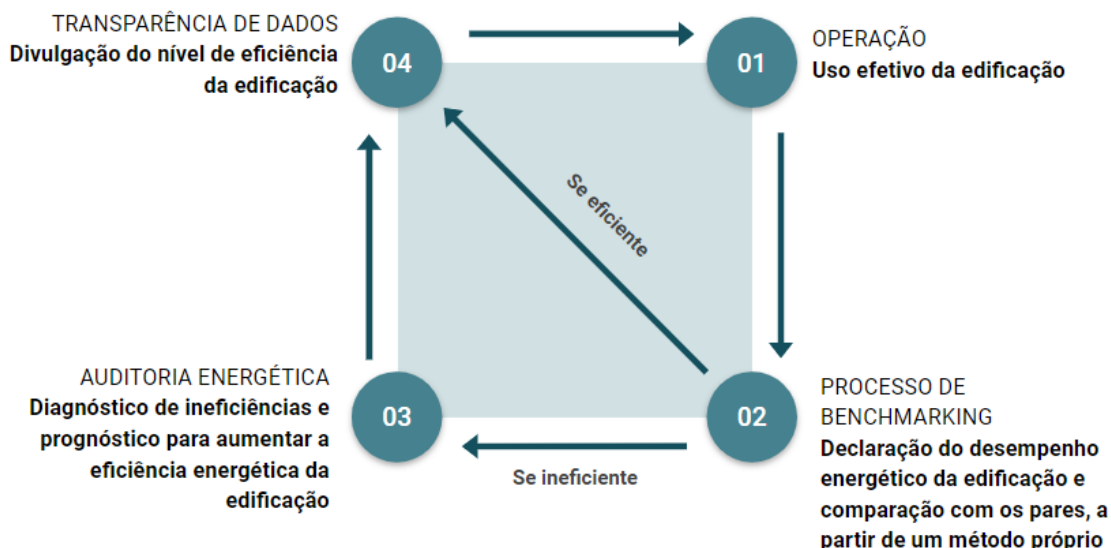 TRANSPARÊNCIA DE DADOS
Divulgação do nível de eficiência
da edificação
04
01
OPERAÇÃO
Uso efetivo da edificação
Se eficiente
AUDITORIA ENERGÉTICA
Diagnóstico de ineficiências e
prognóstico para aumentar a
eficiência energética da
edificação
03
Se ineficiente
02
PROCESSO DE
BENCHMARKING
Declaração do desempenho
energético da edificação e
comparação com os pares, a
partir de um método próprio